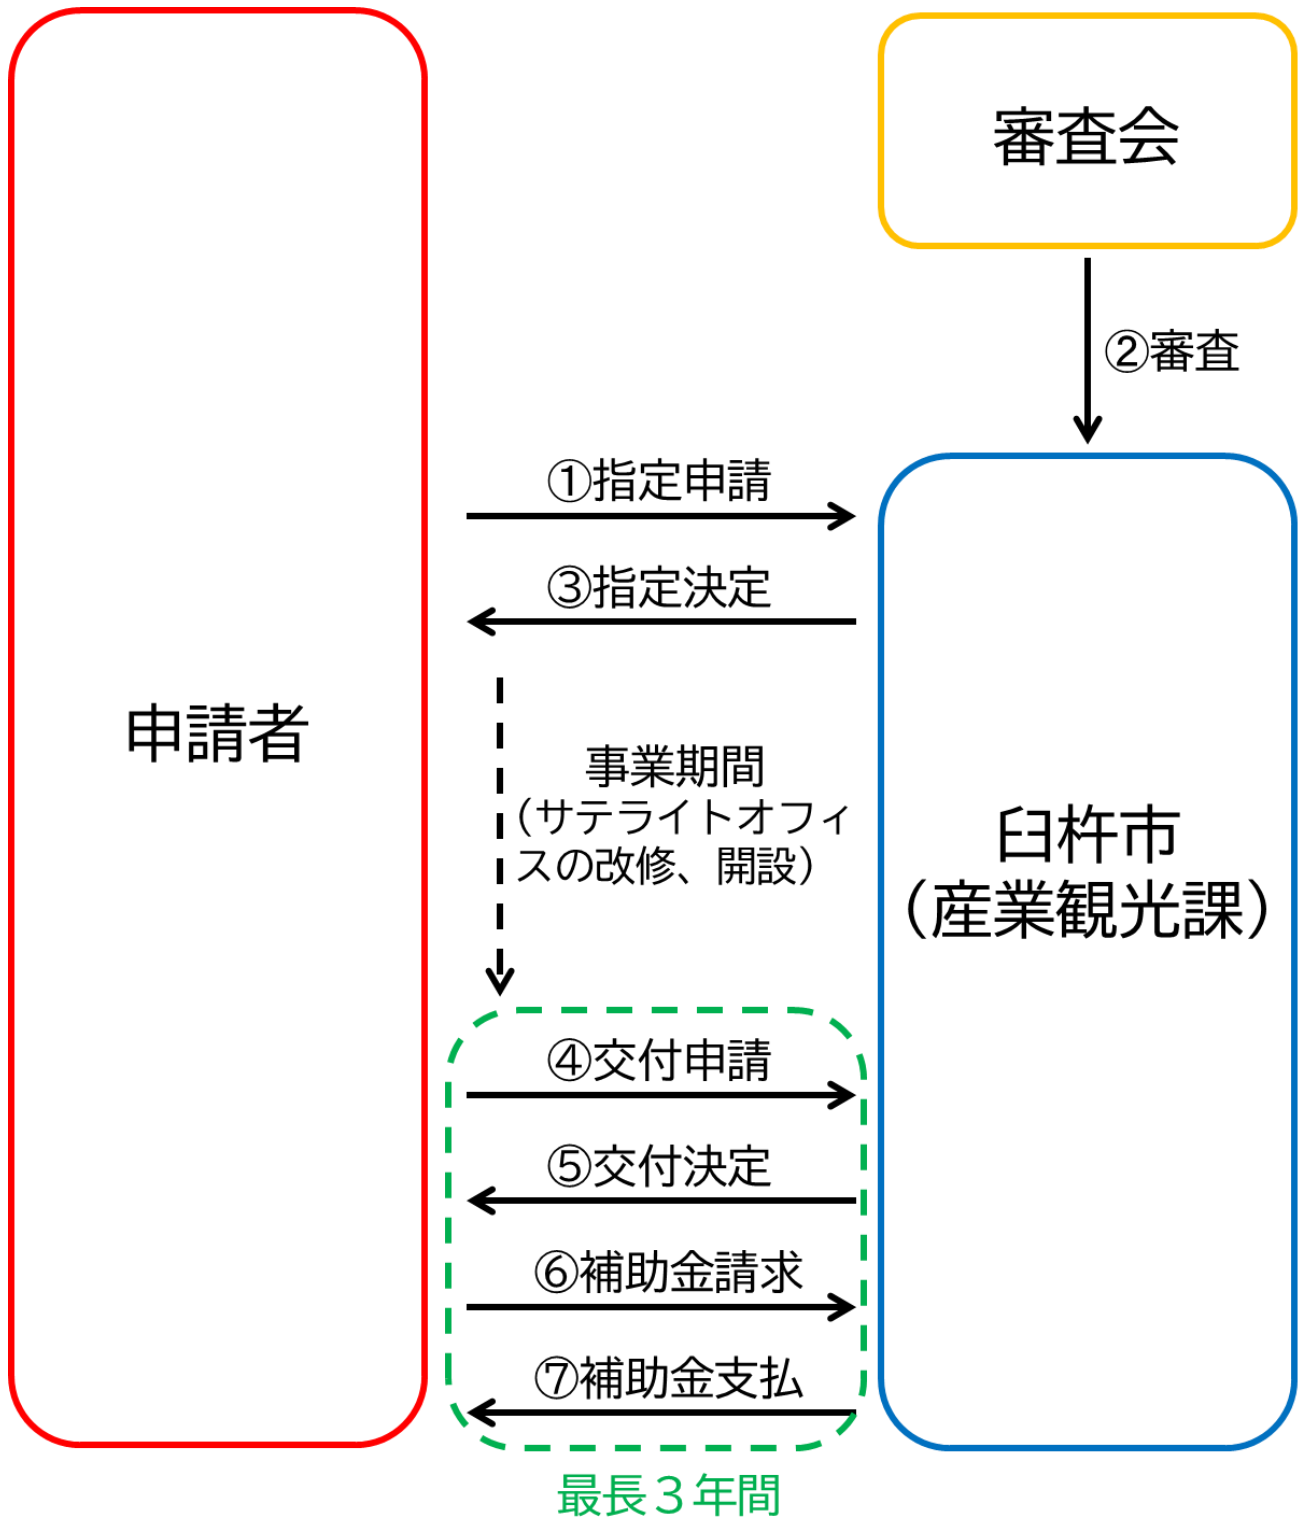 審査会
②審査
①指定申請
③指定決定
申請者
事業期間
（サテライトオフィ
スの改修、開設）
臼杵市
（産業観光課）
④交付申請
⑤交付決定
⑥補助金請求
⑦補助金支払
最長３年間